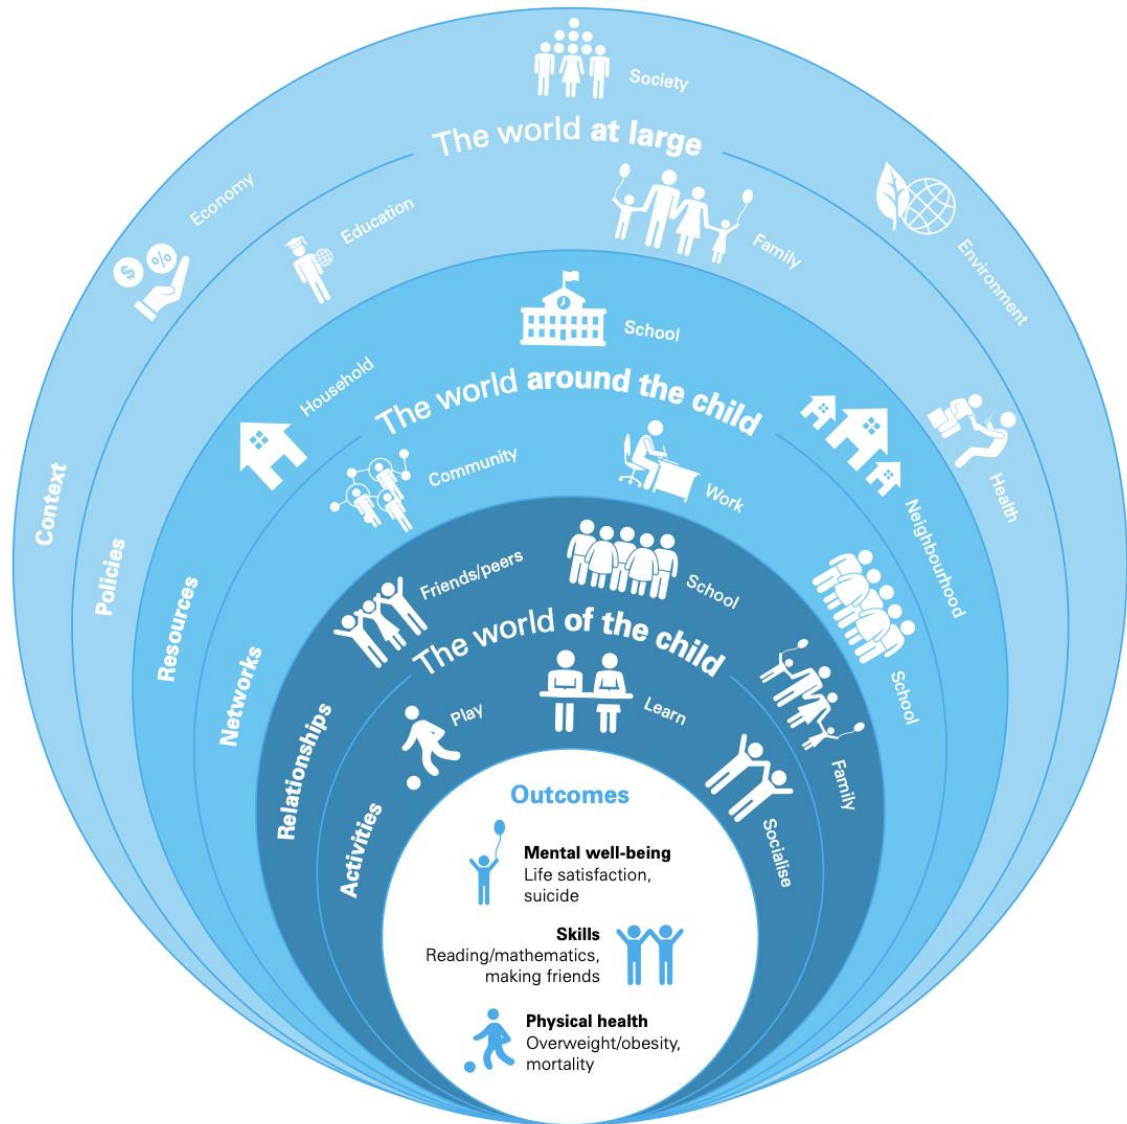 Society
The world at large
Economy
Education
Family
Environment
School
Household
The world around the child
Community
Work
Neighbourhood
Health
Context
Policies
Resources
Networks
Friends/peers
School
School
The world of the child
Relationships
Activities
Play
Learn
Family
Socialise
Outcomes
Mental well-being
Life satisfaction,
suicide
Skills
Reading/mathematics,
making friends
Physical health
Overweight/obesity,
mortality
$
%